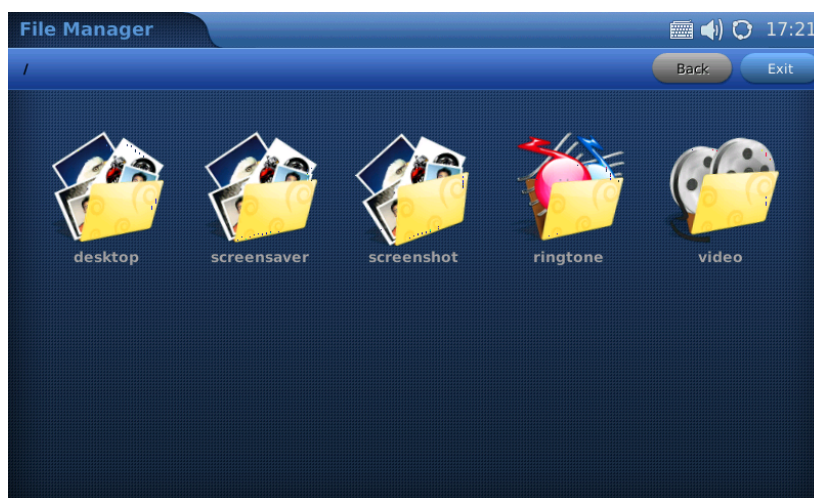 File Manager 17:21
/ Back Exit
desktop screensaver screenshot ringtone video